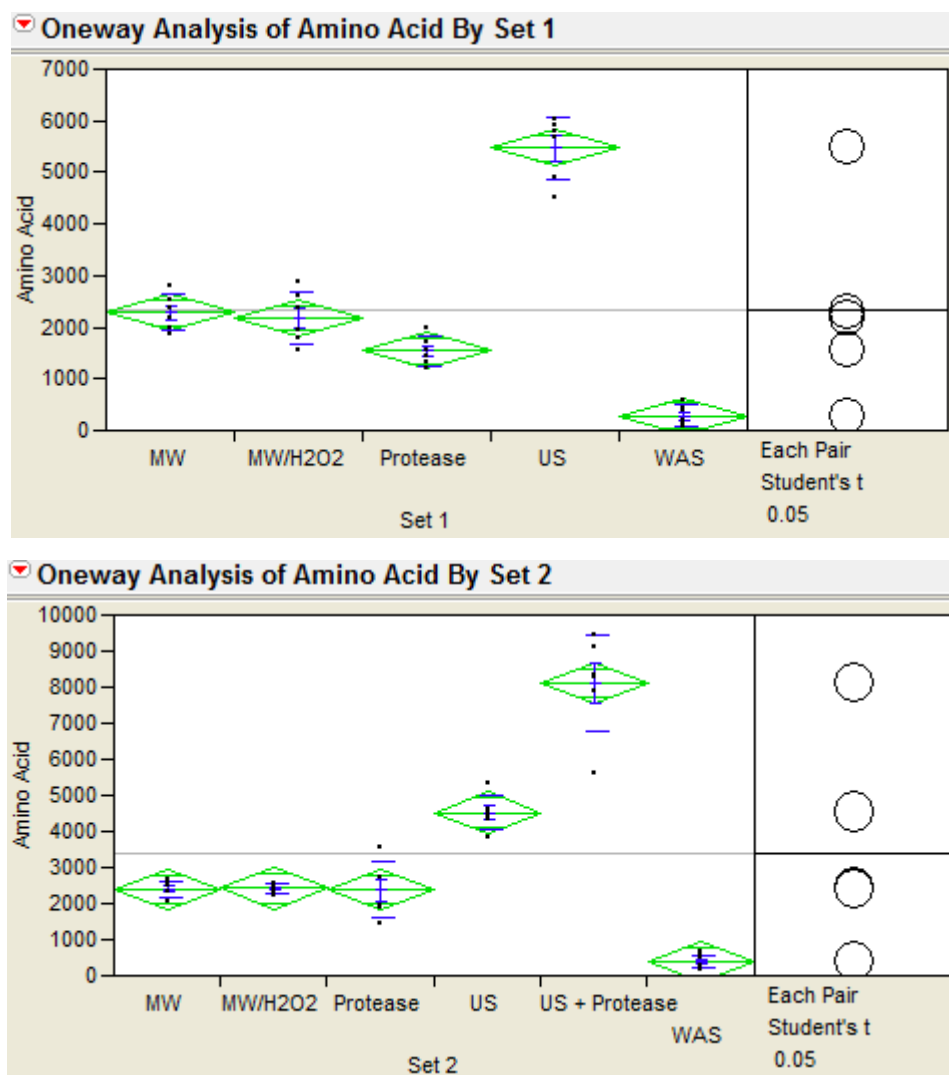 Oneway Analysis of Amino Acid By Set 1
7000
6000
5000
4000
3000
2000
1000
0
Amino Acid
MW MW/H2O2 Protease US WAS
Each Pair
Student's t
0.05
Set 1
Oneway Analysis of Amino Acid By Set 2
10000
9000
8000
7000
6000
5000
4000
3000
2000
1000
0
Amino Acid
MW MW/H2O2 Protease US US + Protease
WAS
Each Pair
Student's t
0.05
Set 2